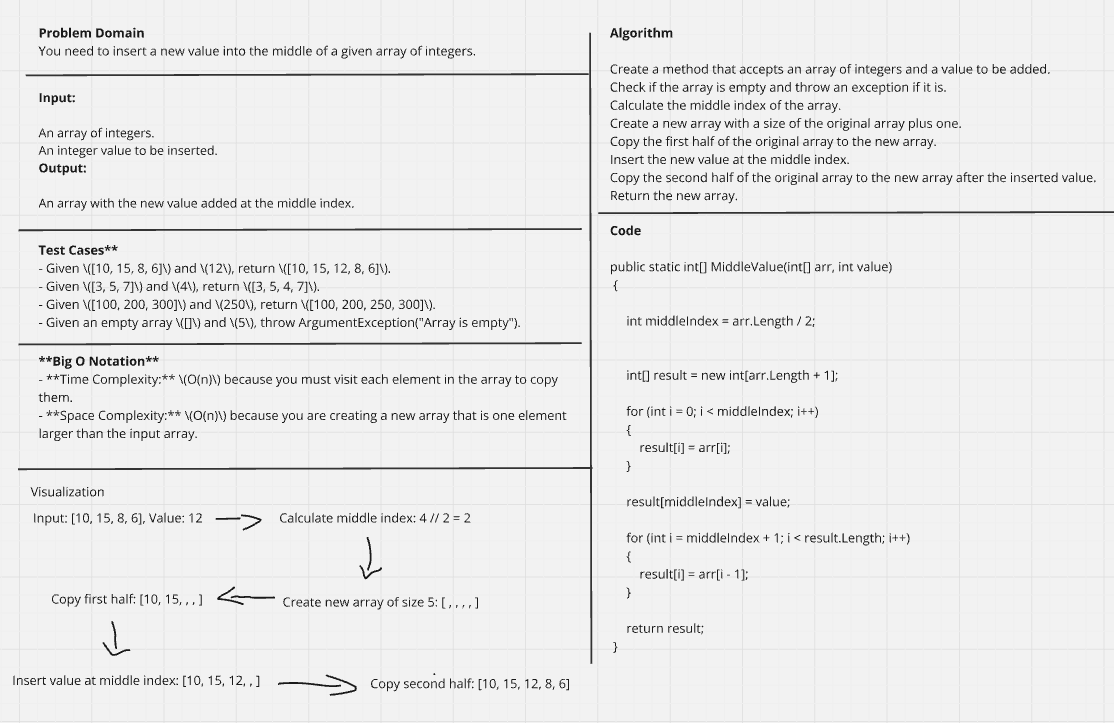 Problem Domain
You need to insert a new value into the middle of a given array of integers.
Input:
An array of integers.
An integer value to be inserted.
Output:
An array with the new value added at the middle index.
Test Cases**
- Given \([10, 15, 8, 6]\) and \(12\), return \([10, 15, 12, 8, 6]\).
- Given \([3, 5, 7]\) and \(4\), return \([3, 5, 4, 7]\).
- Given \([100, 200, 300]\) and \(250\), return \([100, 200, 250, 300]\).
- Given an empty array \([]\) and \(5\), throw ArgumentException("Array is empty").
**Big O Notation**
- **Time Complexity:** \(O(n)\) because you must visit each element in the array to copy
them.
- **Space Complexity:** \(O(n)\) because you are creating a new array that is one element
larger than the input array.
Visualization
Input: [10, 15, 8, 6], Value: 12
Calculate middle index: 4 // 2 = 2
Create new array of size 5: [ , , , , ]
Copy first half: [10, 15, , , ]
Insert value at middle index: [10, 15, 12, , ]
Copy second half: [10, 15, 12, 8, 6]
Algorithm
Create a method that accepts an array of integers and a value to be added.
Check if the array is empty and throw an exception if it is.
Calculate the middle index of the array.
Create a new array with a size of the original array plus one.
Copy the first half of the original array to the new array.
Insert the new value at the middle index.
Copy the second half of the original array to the new array after the inserted value.
Return the new array.
Code
public static int[] MiddleValue(int[] arr, int value)
{
int middleIndex = arr.Length / 2;
int[] result = new int[arr.Length + 1];
for (int i = 0; i < middleIndex; i++)
{
result[i] = arr[i];
}
result[middleIndex] = value;
for (int i = middleIndex + 1; i < result.Length; i++)
{
result[i] = arr[i - 1];
}
return result;
}